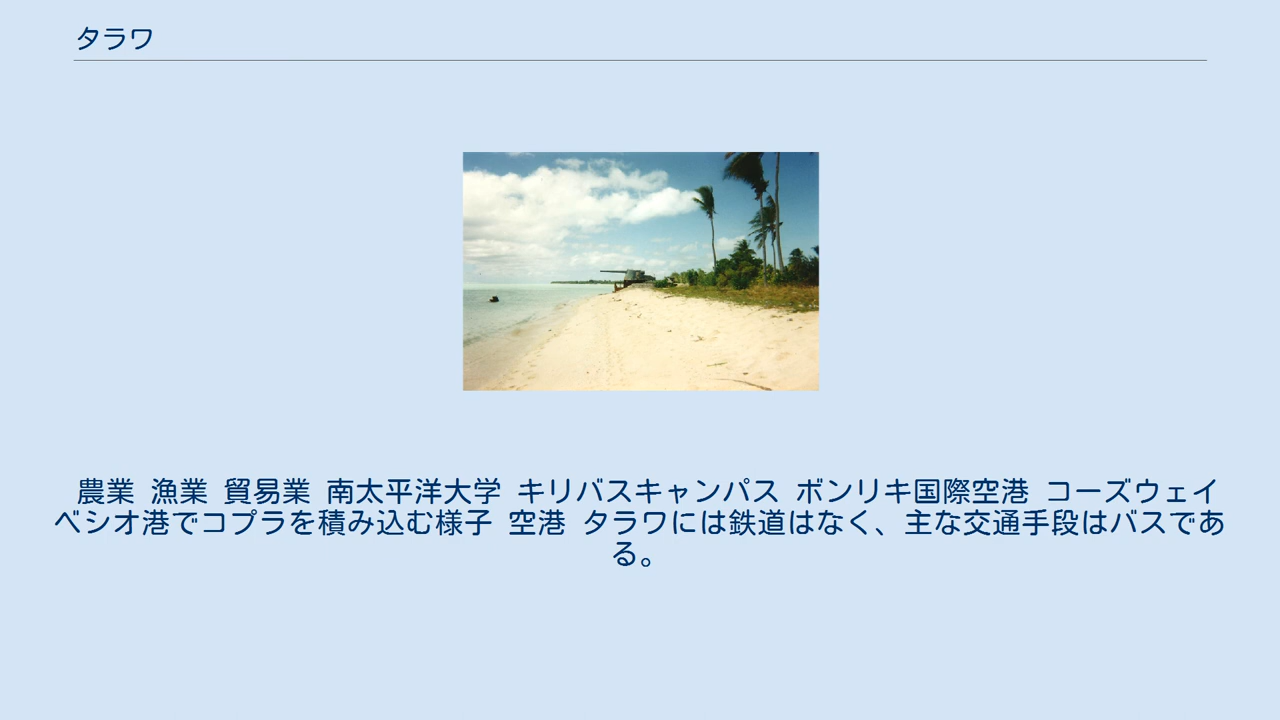 タラワ
農業 漁業 貿易業 南太平洋大学 キリバスキャンパス ボンリキ国際空港 コーズウェイ
ベシオ港でコプラを積み込む様子 空港 タラワには鉄道はなく、主な交通手段はバスであ
る。